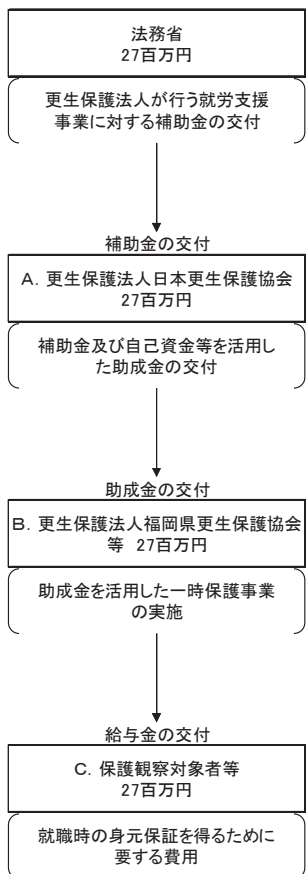 法務省
27百万円
更生保護法人が行う就労支援
事業に対する補助金の交付
補助金の交付
A．更生保護法人日本更生保護協会
27百万円
補助金及び自己資金等を活用し
た助成金の交付
助成金の交付
B．更生保護法人福岡県更生保護協会
等 27百万円
助成金を活用した一時保護事業
の実施
給与金の交付
C．保護観察対象者等
27百万円
就職時の身元保証を得るために
要する費用